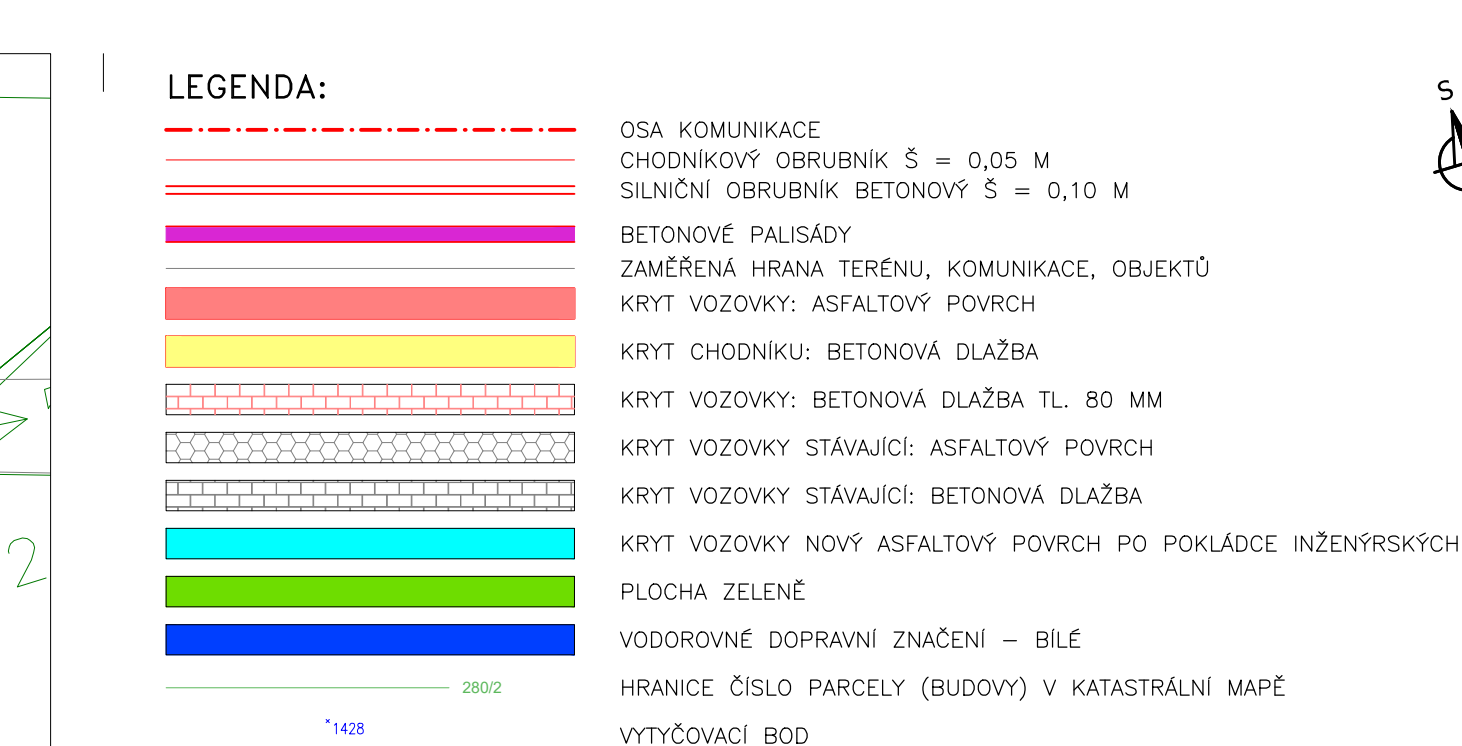 LEGENDA:
S
OSA KOMUNIKACE
CHODNÍKOVÝ OBRUBNÍK Š = 0,05 M
SILNIČNÍ OBRUBNÍK BETONOVÝ Š = 0,10 M
BETONOVÉ PALISÁDY
ZAMĚŘENÁ HRANA TERÉNU, KOMUNIKACE, OBJEKTŮ
KRYT VOZOVKY: ASFALTOVÝ POVRCH
KRYT CHODNÍKU: BETONOVÁ DLAŽBA
KRYT VOZOVKY: BETONOVÁ DLAŽBA TL. 80 MM
KRYT VOZOVKY STÁVAJÍCÍ: ASFALTOVÝ POVRCH
KRYT VOZOVKY STÁVAJÍCÍ: BETONOVÁ DLAŽBA
2
KRYT VOZOVKY NOVÝ ASFALTOVÝ POVRCH PO POKLÁDCE INŽENÝRSKÝCH
PLOCHA ZELENĚ
VODOROVNÉ DOPRAVNÍ ZNAČENÍ – BÍLÉ
280/2 HRANICE ČÍSLO PARCELY (BUDOVY) V KATASTRÁLNÍ MAPĚ
×1428 VYTYČOVACÍ BOD